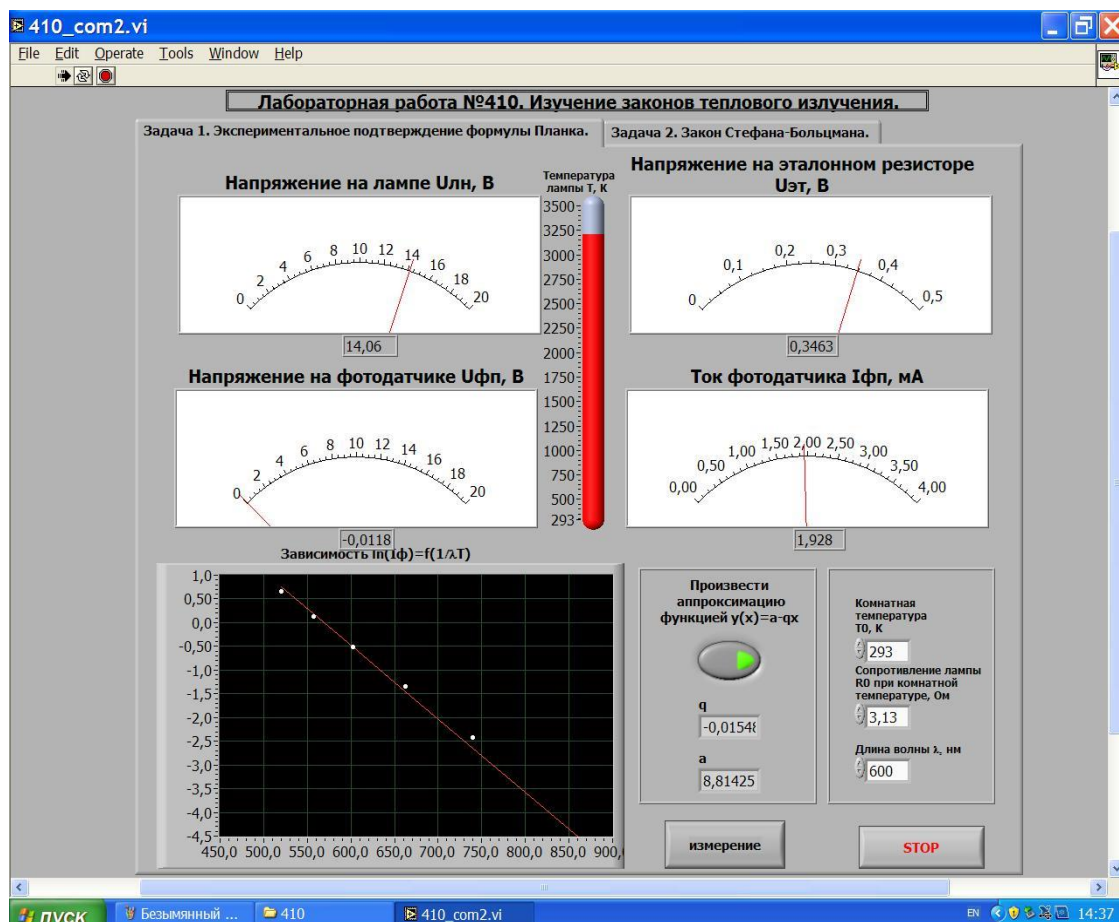 410_com2.vi
File Edit Operate Tools Window Help
Лабораторная работа №410. Изучение законов теплового излучения.
Задача 1. Экспериментальное подтверждение формулы Планка.
Задача 2. Закон Стефана-Больцмана.
Напряжение на лампе Uлн, В
0 2 4 6 8 10 12 14 16 18 20
14,06
Температура
лампы T, К
3500
3250
3000
2750
2500
2250
2000
1750
1500
1250
1000
750
500
293
Напряжение на эталонном резисторе
Uэт, В
0 0,1 0,2 0,3 0,4 0,5
0,3463
Напряжение на фотодатчике Uфп, В
0 2 4 6 8 10 12 14 16 18 20
-0,0118
Ток фотодатчика Iфп, мА
0,00 0,50 1,00 1,50 2,00 2,50 3,00 3,50 4,00
1,928
Зависимость ln(Iф)=f(1/λT)
1,0
0,50
0,0
-0,50
-1,0
-1,5
-2,0
-2,5
-3,0
-3,5
-4,0
-4,5
450,0 500,0 550,0 600,0 650,0 700,0 750,0 800,0 850,0 900,
Произвести
аппроксимацию
функцией y(x)=a-qx
q
-0,01548
a
8,81425
Комнатная
температура
T0, K
293
Сопротивление лампы
R0 при комнатной
температуре, Ом
3,13
Длина волны λ, нм
600
измерение
STOP
пуск
Безымянный ...
410
410_com2.vi
EN
14:37